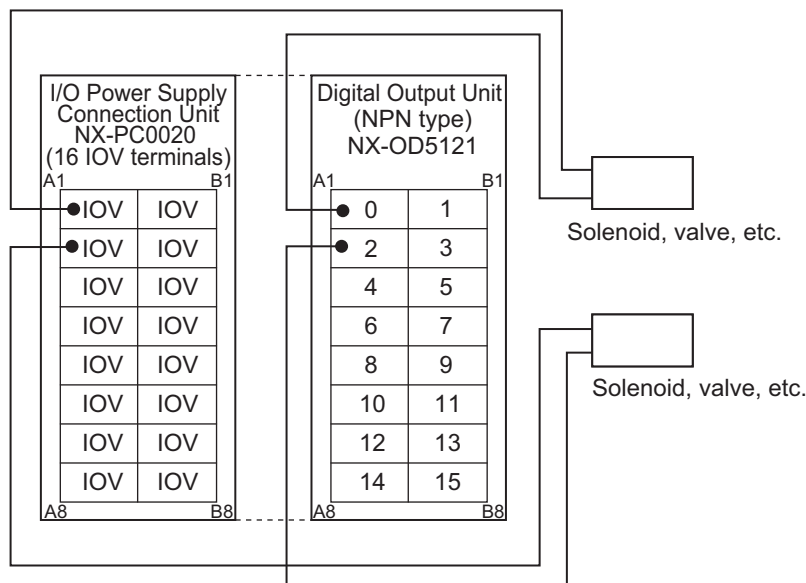 I/O Power Supply
Connection Unit
NX-PC0020
(16 IOV terminals)
A1 B1
IOV IOV
IOV IOV
IOV IOV
IOV IOV
IOV IOV
IOV IOV
IOV IOV
IOV IOV
A8 B8
Digital Output Unit
(NPN type)
NX-OD5121
A1 B1
0 1
2 3
4 5
6 7
8 9
10 11
12 13
14 15
A8 B8
Solenoid, valve, etc.
Solenoid, valve, etc.